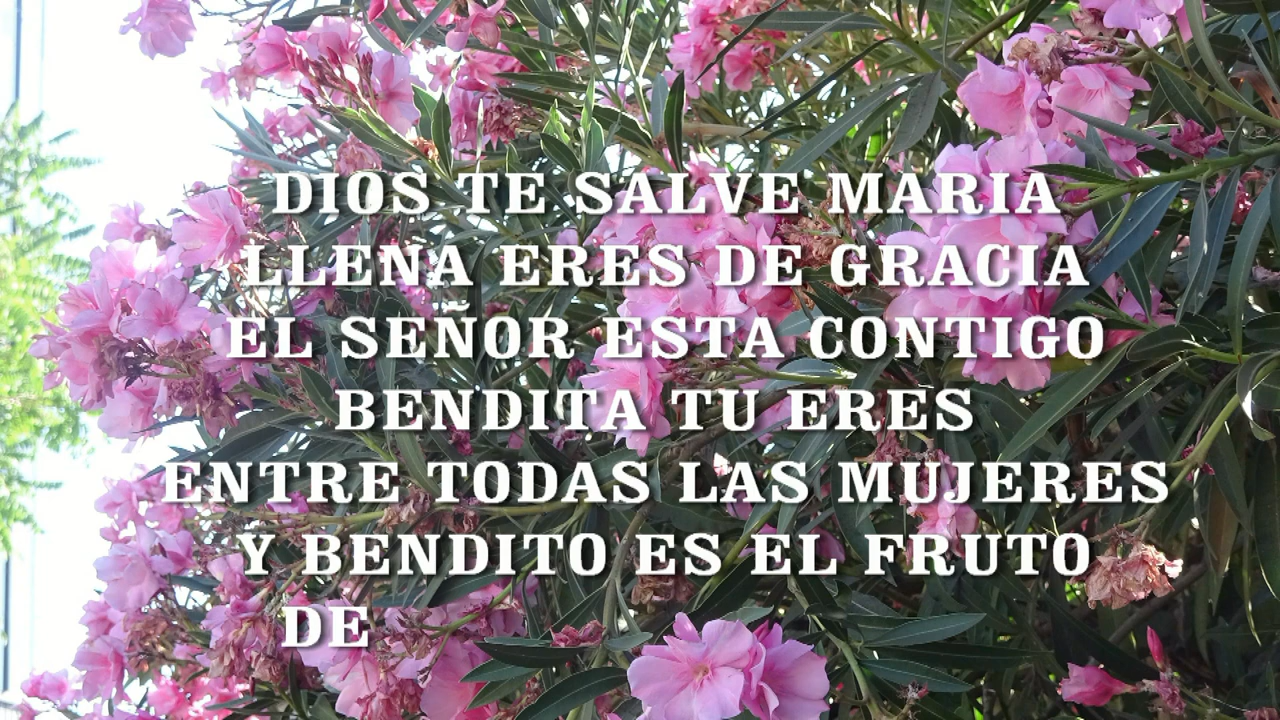 DIOS TE SALVE MARIA
LLENA ERES DE GRACIA
EL SEÑOR ESTA CONTIGO
BENDITA TU ERES
ENTRE TODAS LAS MUJERES
Y BENDITO ES EL FRUTO
DE